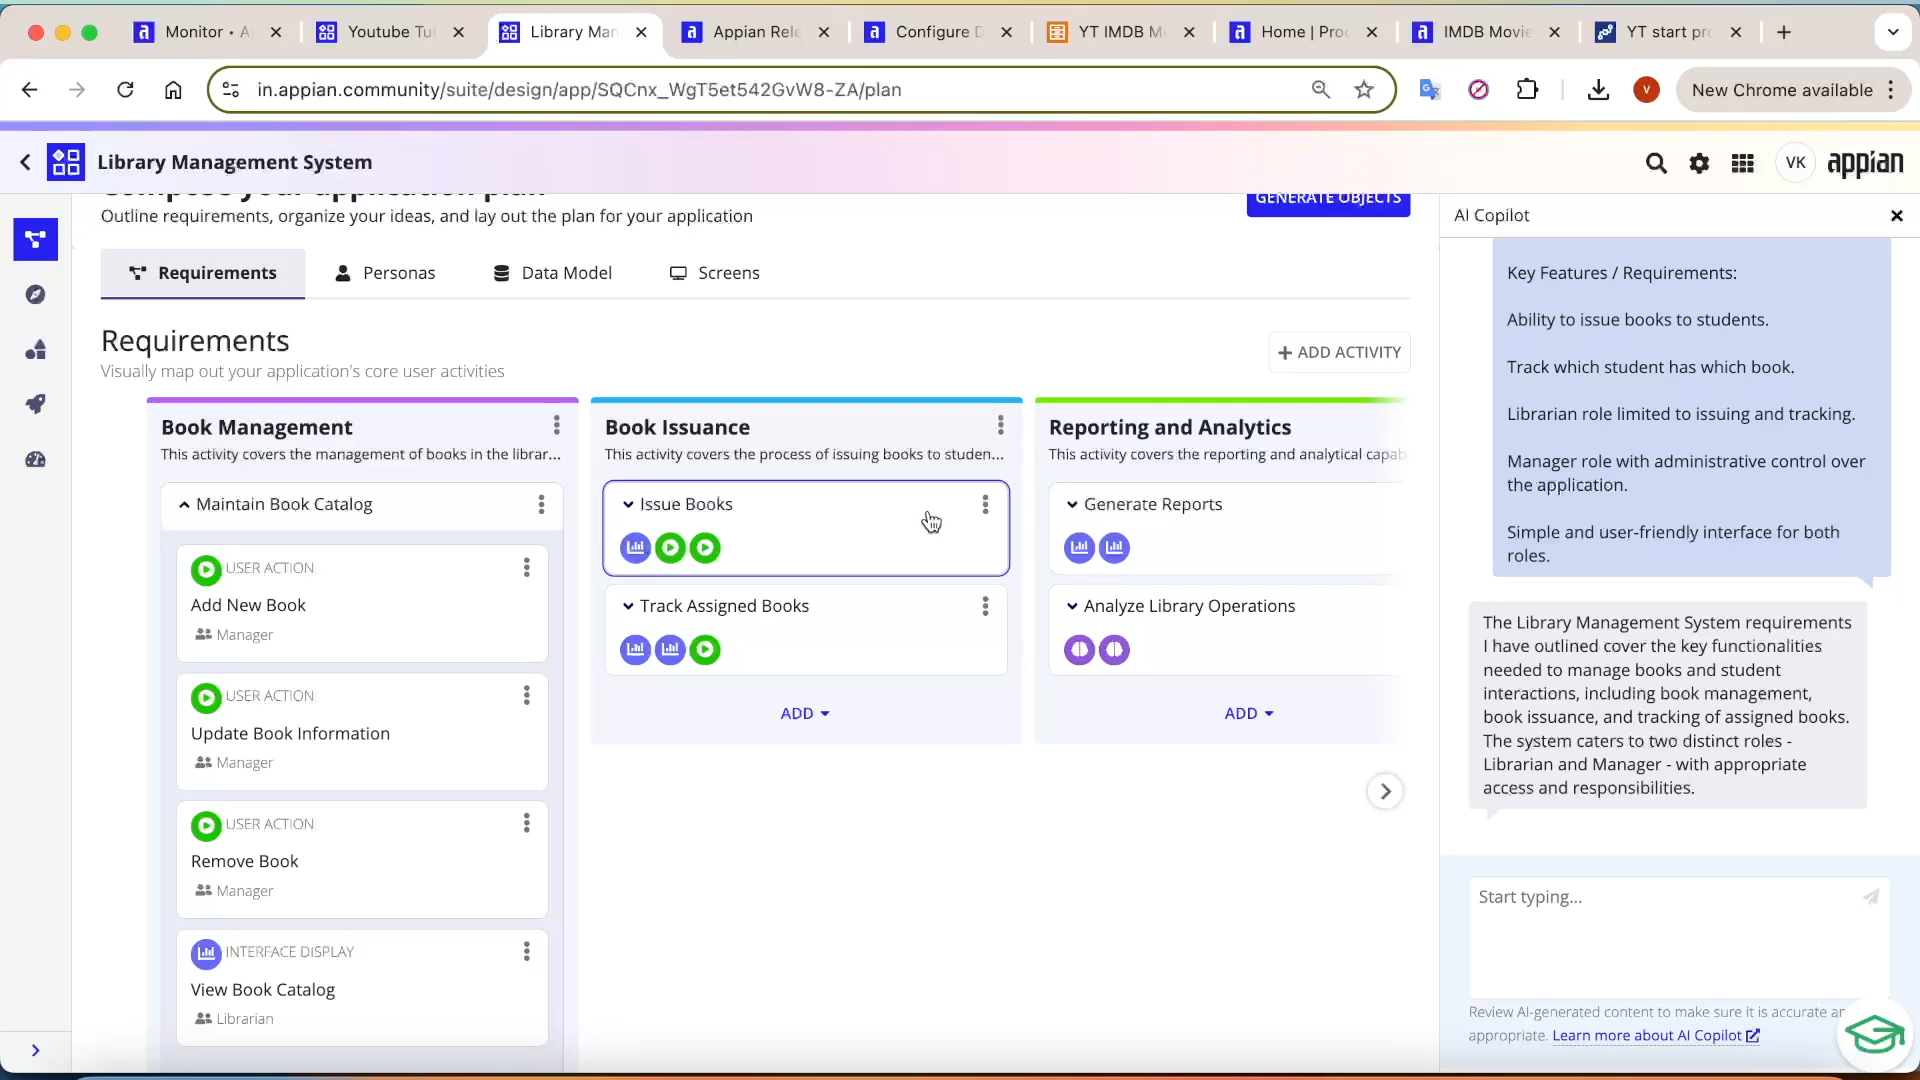 Monitor • A
Youtube Tu
Library Man
Appian Rele
Configure D
YT IMDB M
Home | Pro
IMDB Movie
YT start pr
in.appian.community/suite/design/app/SQCnx_WgT5et542GvW8-ZA/plan
V
New Chrome available
Library Management System
VK
appian
Compose your application plan
Outline requirements, organize your ideas, and lay out the plan for your application
GENERATE OBJECTS
Requirements
Personas
Data Model
Screens
Requirements
Visually map out your application's core user activities
+ ADD ACTIVITY
Book Management
This activity covers the management of books in the librar...
Maintain Book Catalog
USER ACTION
Add New Book
Manager
USER ACTION
Update Book Information
Manager
USER ACTION
Remove Book
Manager
INTERFACE DISPLAY
View Book Catalog
Librarian
Book Issuance
This activity covers the process of issuing books to studen...
Issue Books
Track Assigned Books
ADD
Reporting and Analytics
This activity covers the reporting and analytical capab
Generate Reports
Analyze Library Operations
ADD
AI Copilot
Key Features / Requirements:
Ability to issue books to students.
Track which student has which book.
Librarian role limited to issuing and tracking.
Manager role with administrative control over
the application.
Simple and user-friendly interface for both
roles.
The Library Management System requirements
I have outlined cover the key functionalities
needed to manage books and student
interactions, including book management,
book issuance, and tracking of assigned books.
The system caters to two distinct roles -
Librarian and Manager - with appropriate
access and responsibilities.
Start typing...
Review AI-generated content to make sure it is accurate an
appropriate. Learn more about AI Copilot